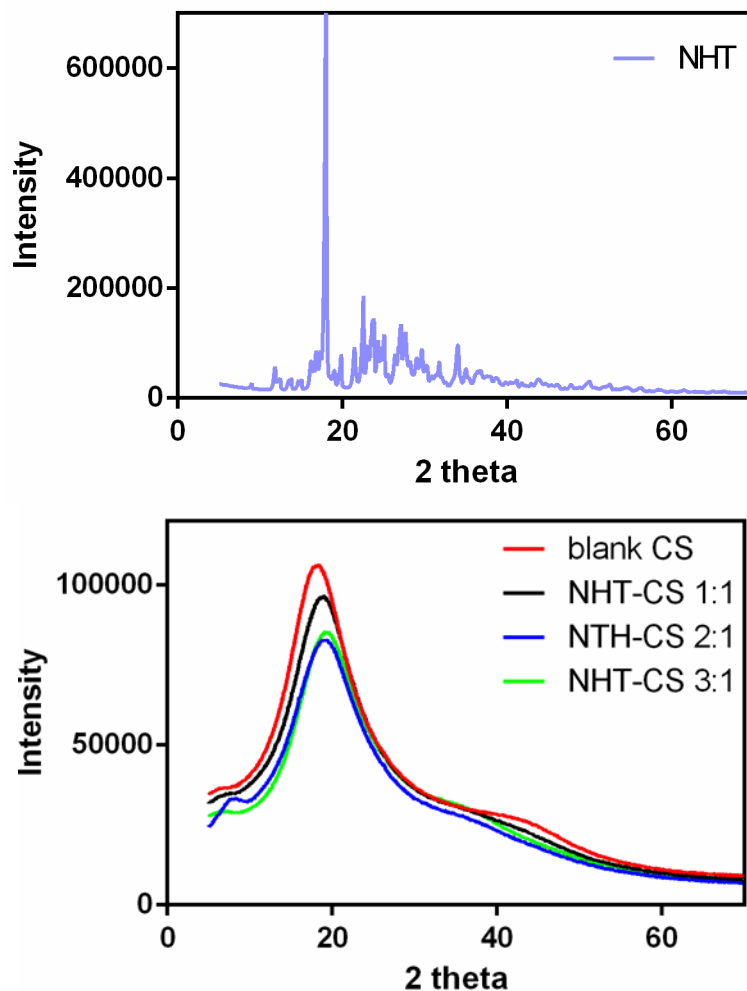 600000
NHT
400000
Intensity
200000
0
0 20 40 60
2 theta
blank CS
100000
NHT-CS 1:1
NTH-CS 2:1
NHT-CS 3:1
Intensity
50000
0
0 20 40 60
2 theta